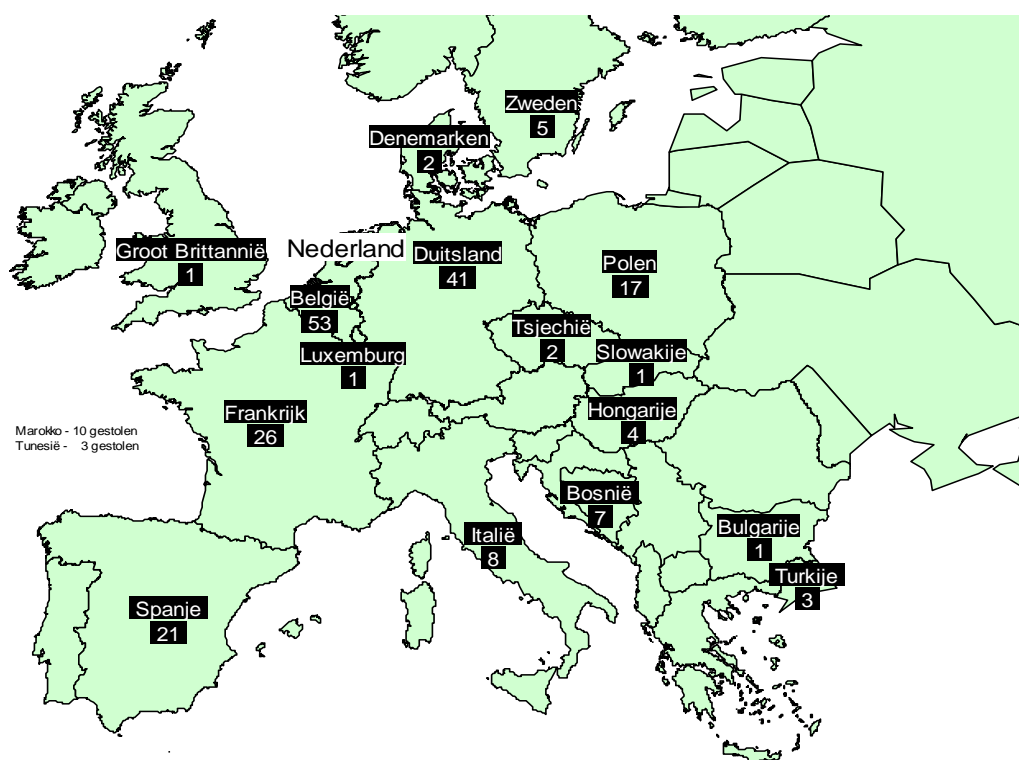 Zweden
5
Denemarken
2
Groot Brittannië
1
Nederland
Duitsland
41
Polen
17
België
53
Tsjechië
2
Luxemburg
1
Slowakije
1
Frankrijk
26
Hongarije
4
Marokko - 10 gestolen
Tunesië -    3 gestolen
Bosnië
7
Italië
8
Bulgarije
1
Turkije
3
Spanje
21